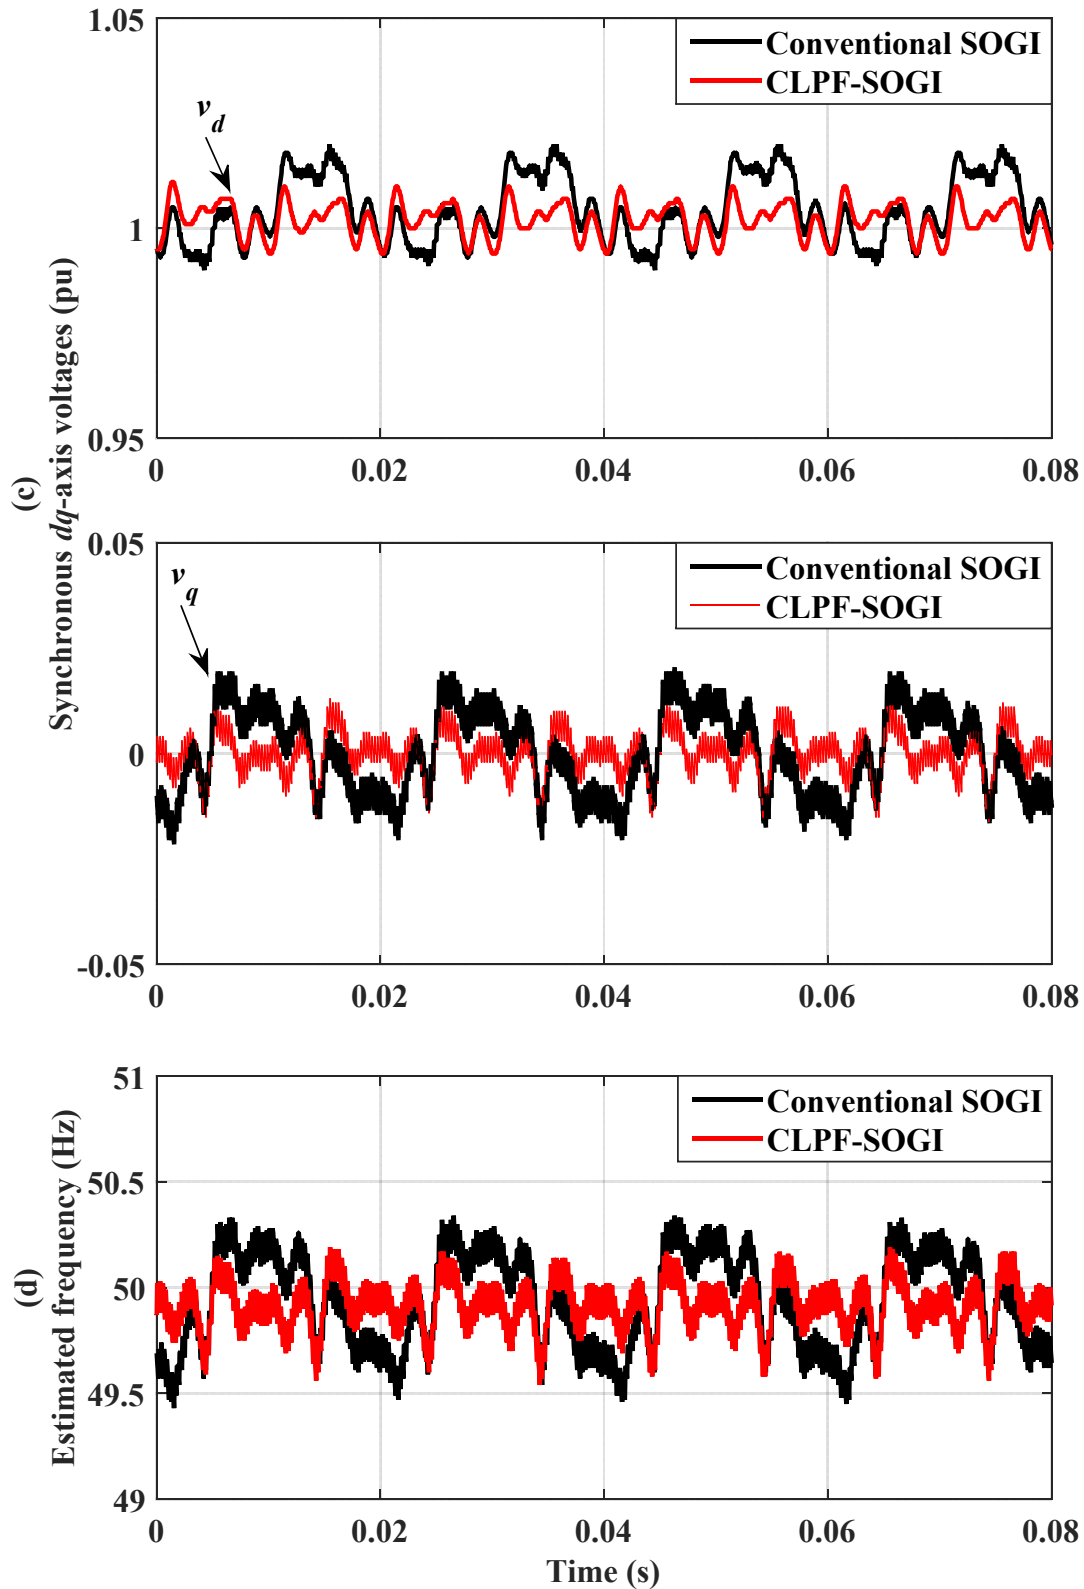 1.05
Conventional SOGI
CLPF-SOGI
v_d
1
0.95
0 0.02 0.04 0.06 0.08
(c)
Synchronous dq-axis voltages (pu)
0.05
Conventional SOGI
CLPF-SOGI
v_q
0
-0.05
0 0.02 0.04 0.06 0.08
51
Conventional SOGI
CLPF-SOGI
50.5
50
49.5
49
(d)
Estimated frequency (Hz)
0 0.02 0.04 0.06 0.08
Time (s)